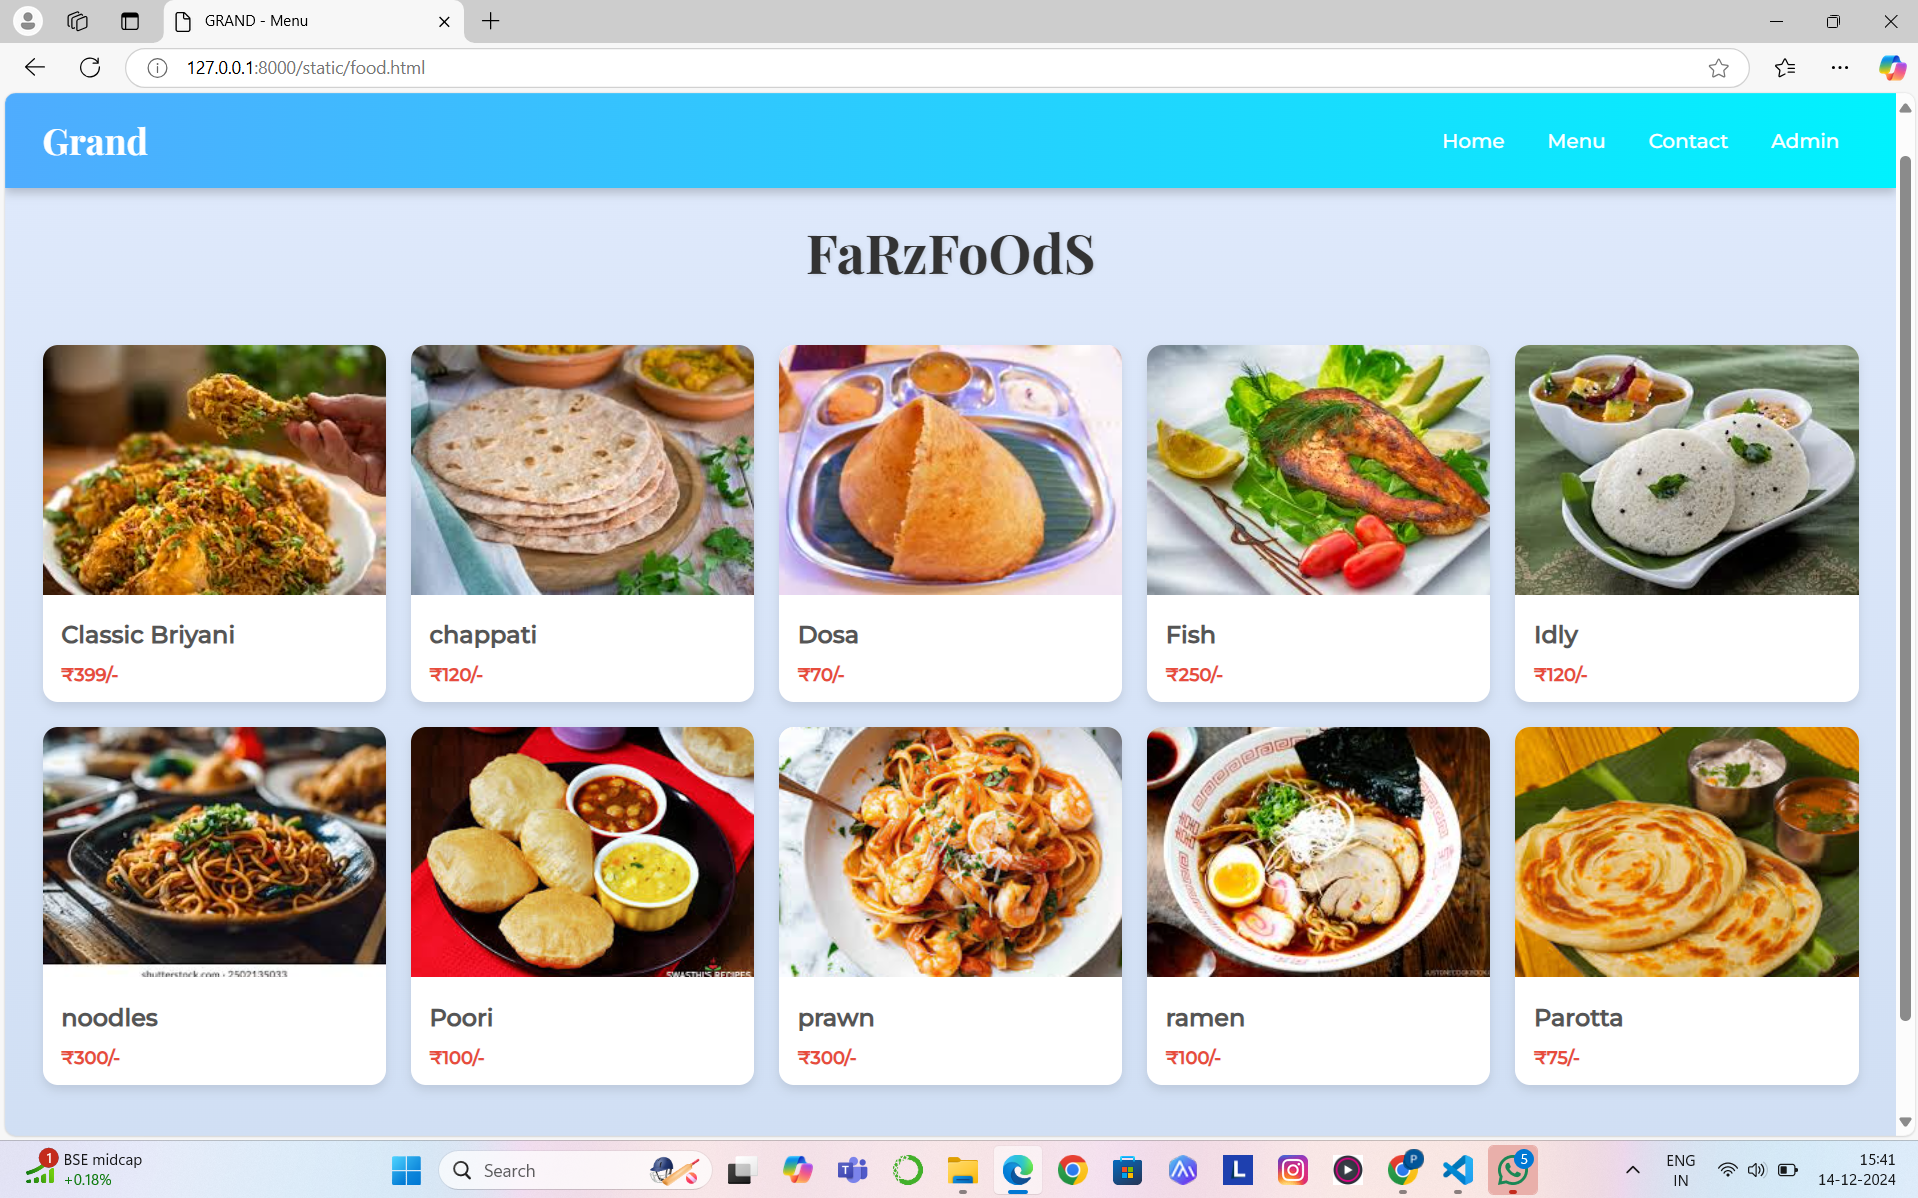 GRAND - Menu
127.0.0.1:8000/static/food.html
Grand
Home Menu Contact Admin
FaRzFoOdS
Classic Briyani
₹399/-
chappati
₹120/-
Dosa
₹70/-
Fish
₹250/-
Idly
₹120/-
shutterstock.com · 2502135033
noodles
₹300/-
SWASTHI'S RECIPES
Poori
₹100/-
prawn
₹300/-
ramen
₹100/-
Parotta
₹75/-
1
BSE midcap
+0.18%
Search
L
P
5
ENG
IN
15:41
14-12-2024